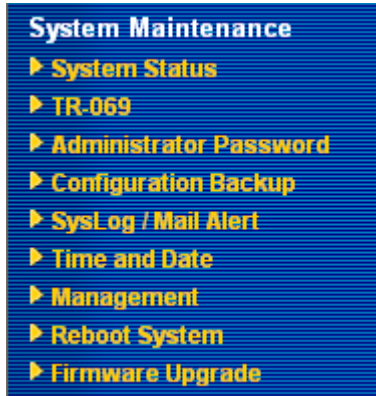 System Maintenance
System Status
TR-069
Administrator Password
Configuration Backup
SysLog / Mail Alert
Time and Date
Management
Reboot System
Firmware Upgrade